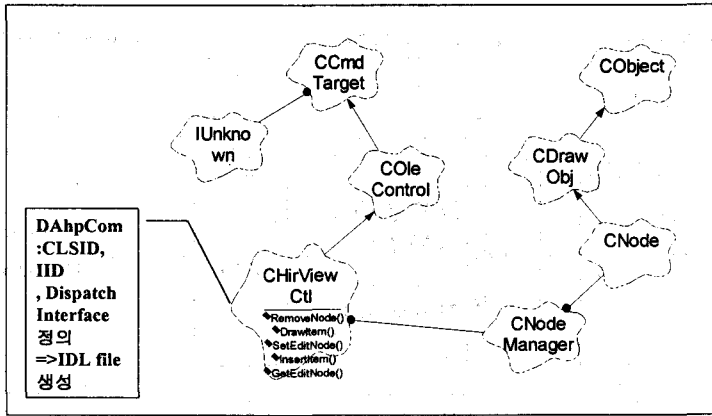 CCmd
Target
CObject
IUnkno
wn
COle
Control
CDraw
Obj
CNode
DAhpCom
:CLSID,
IID
, Dispatch
Interface
정의
=>IDL file
생성
CHirView
Ctl
RemoveNode()
DrawItem()
SetEditNode()
InsertItem()
GetEditNode()
CNode
Manager